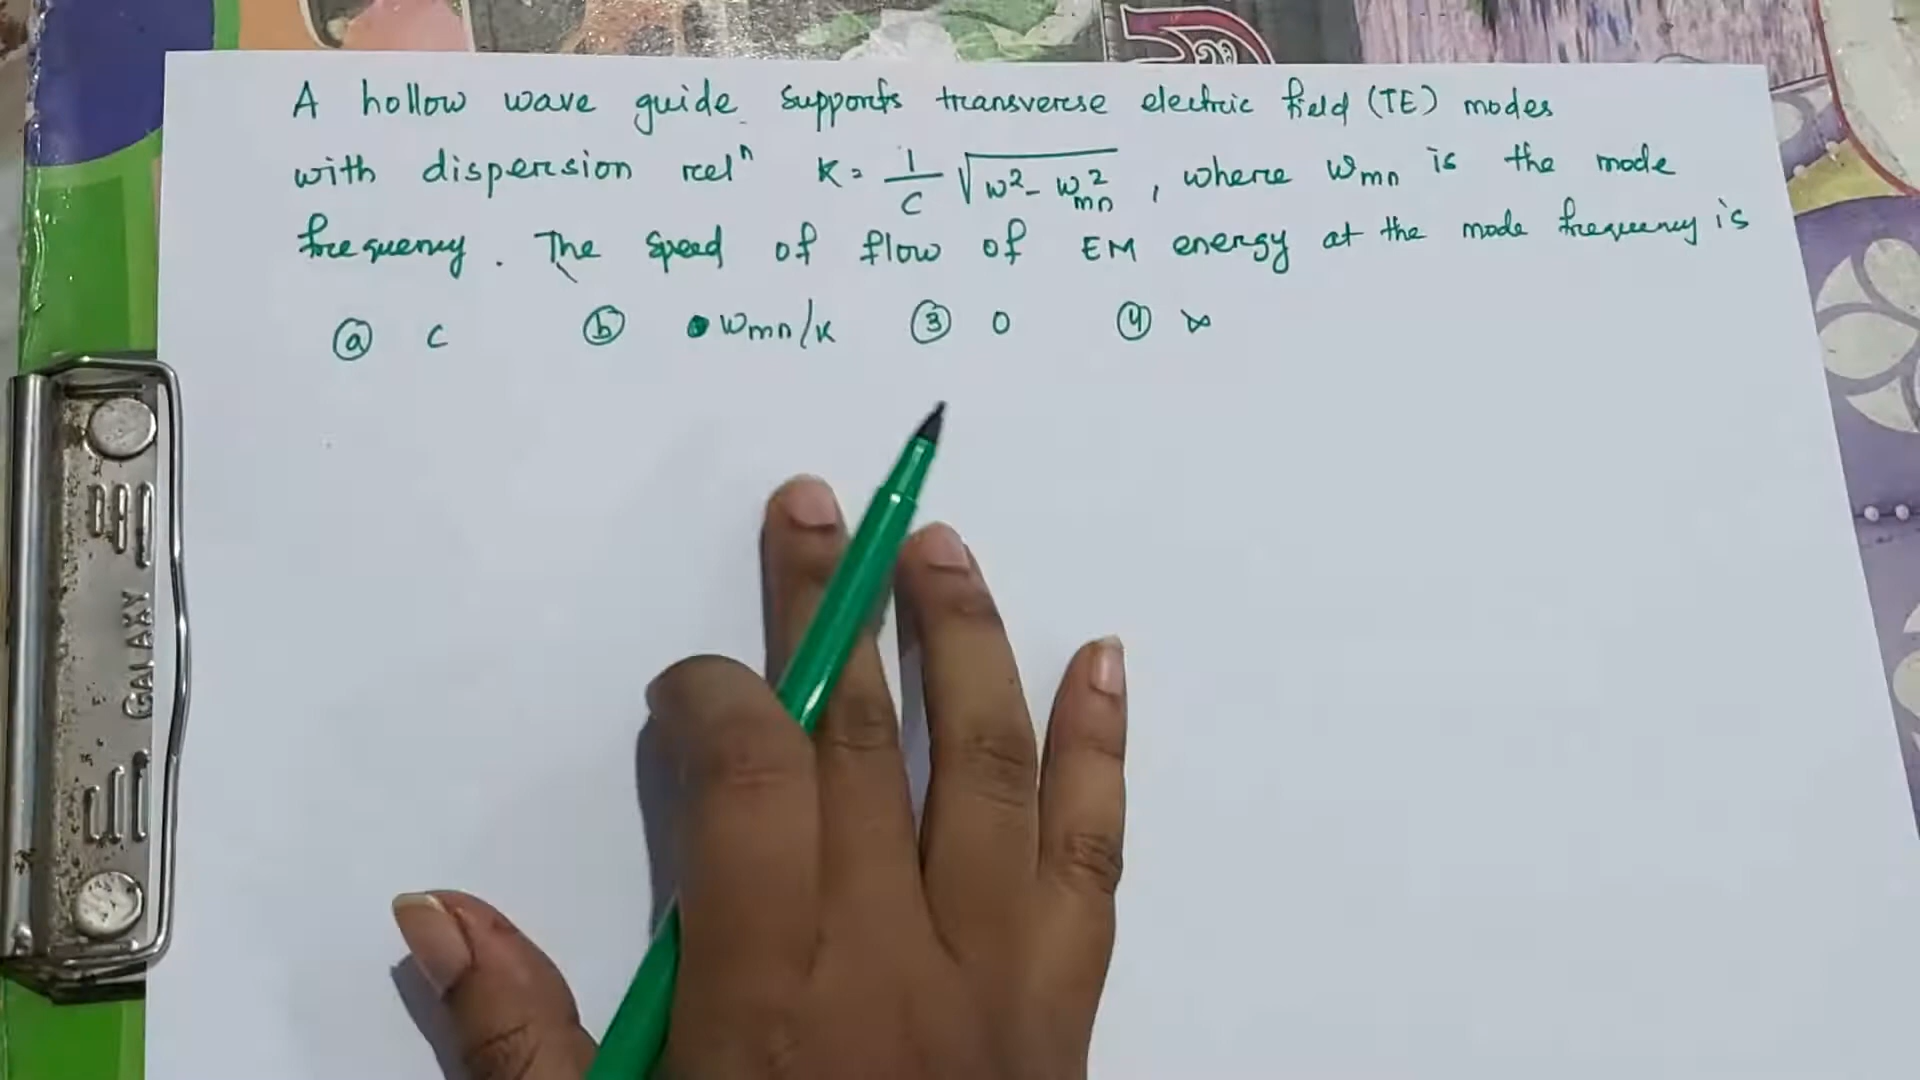 A hollow wave guide supports transverse electric field (TE) modes
with dispersion relⁿ K = 1/C √(ω² - ω²mn) , where ωmn is the mode
frequency . The speed of flow of EM energy at the mode frequency is
ⓐ C ⓑ ωmn/K ③ 0 ④ ∞
GALAXY